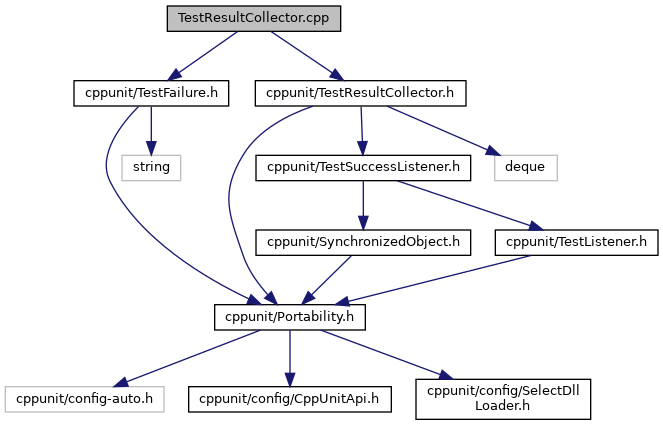 TestResultCollector.cpp
cppunit/TestFailure.h
cppunit/TestResultCollector.h
string
cppunit/TestSuccessListener.h
deque
cppunit/SynchronizedObject.h
cppunit/TestListener.h
cppunit/Portability.h
cppunit/config-auto.h
cppunit/config/CppUnitApi.h
cppunit/config/SelectDll
Loader.h